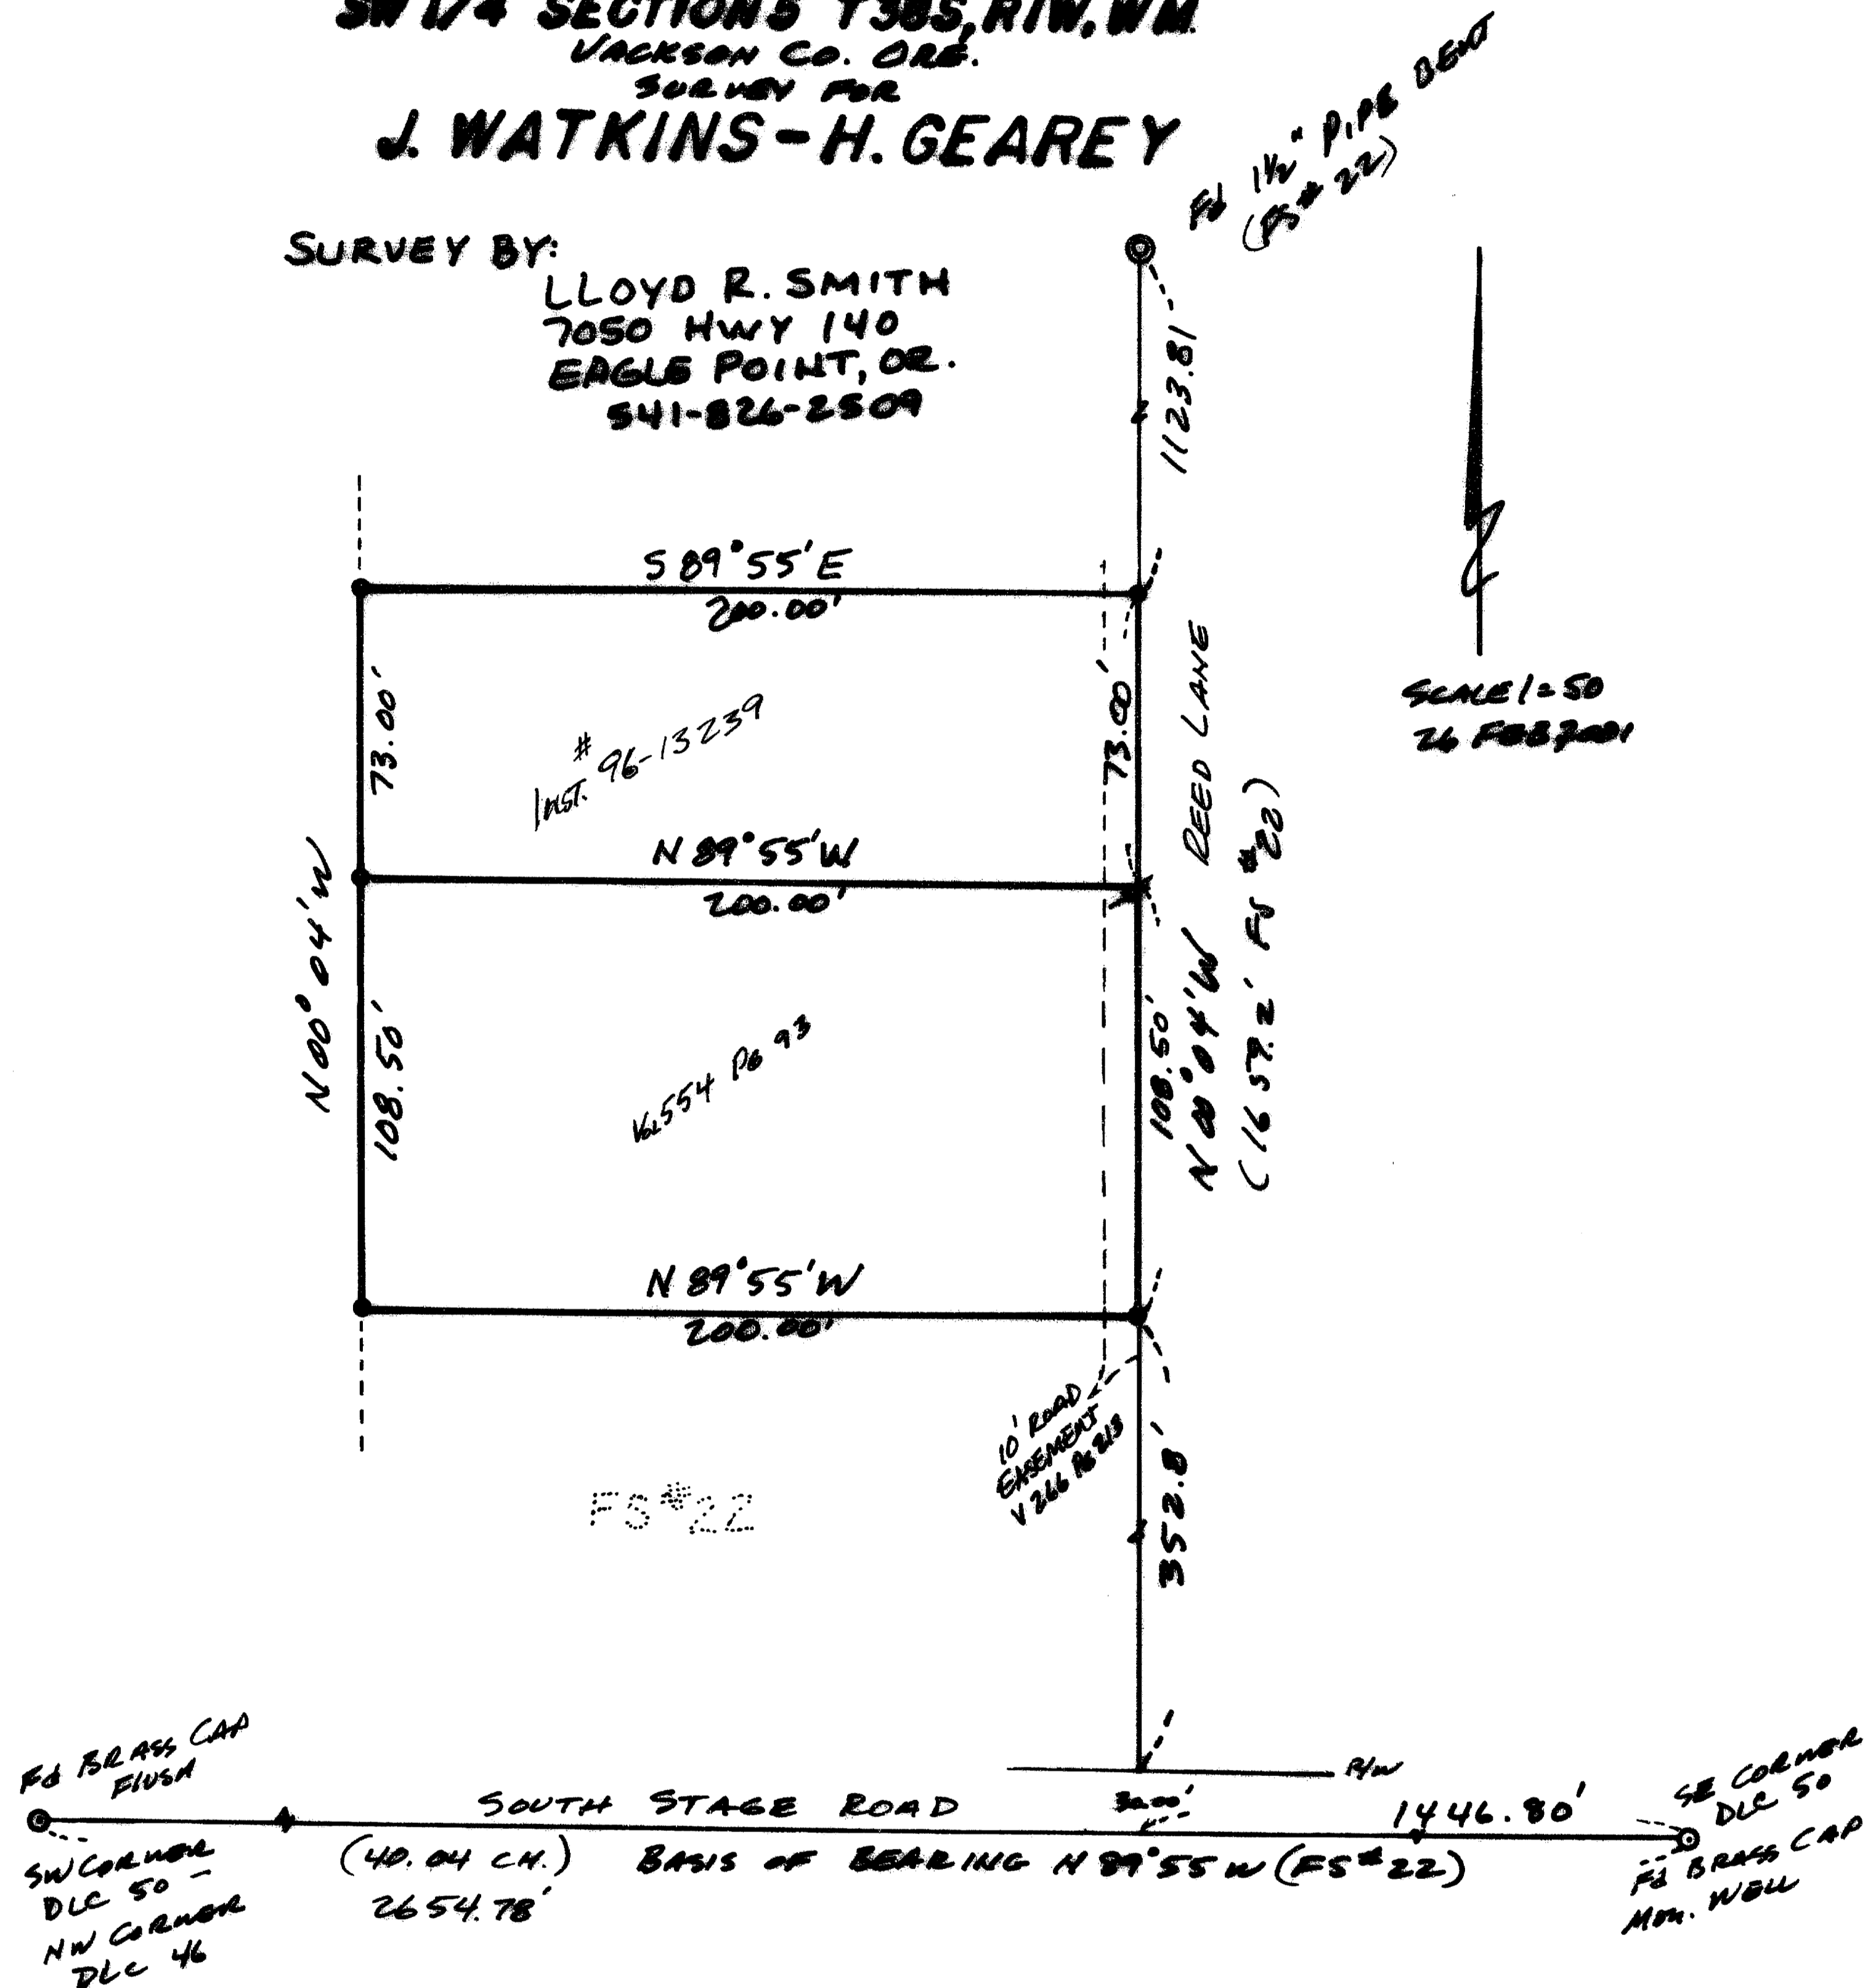 SW 1/4 SECTION 5 T38S, R1W, WM.
JACKSON CO. ORE.
SURVEY FOR
J. WATKINS - H. GEAREY
Fd 1½" PIPE BENT
(FS# 22)
SURVEY BY:
LLOYD R. SMITH
7050 HWY 140
EAGLE POINT, OR.
541-826-2509
1123.81
S 89°55'E
200.00'
73.00'
73.00'
REED LANE
SCALE 1=50
26 FEB 2001
INST. # 96-13239
N 89°55'W
200.00'
N 00°04'W
108.50'
VOL 554 PG 93
108.50'
N 00°04'W
(1657.2' FS #22)
N 89°55'W
200.00'
10' ROAD
EASEMENT
V 266 PG 213
352.8'
FS#22
R/W
30.00'
Fd BRASS CAP
FLUSH
SOUTH STAGE ROAD
1446.80'
SE CORNER
DLC 50
Fd BRASS CAP
MON. WELL
SW CORNER
DLC 50 -
NW CORNER
DLC 46
(40.04 CH.) BASIS OF BEARING N 89°55 W (FS#22)
2654.78'